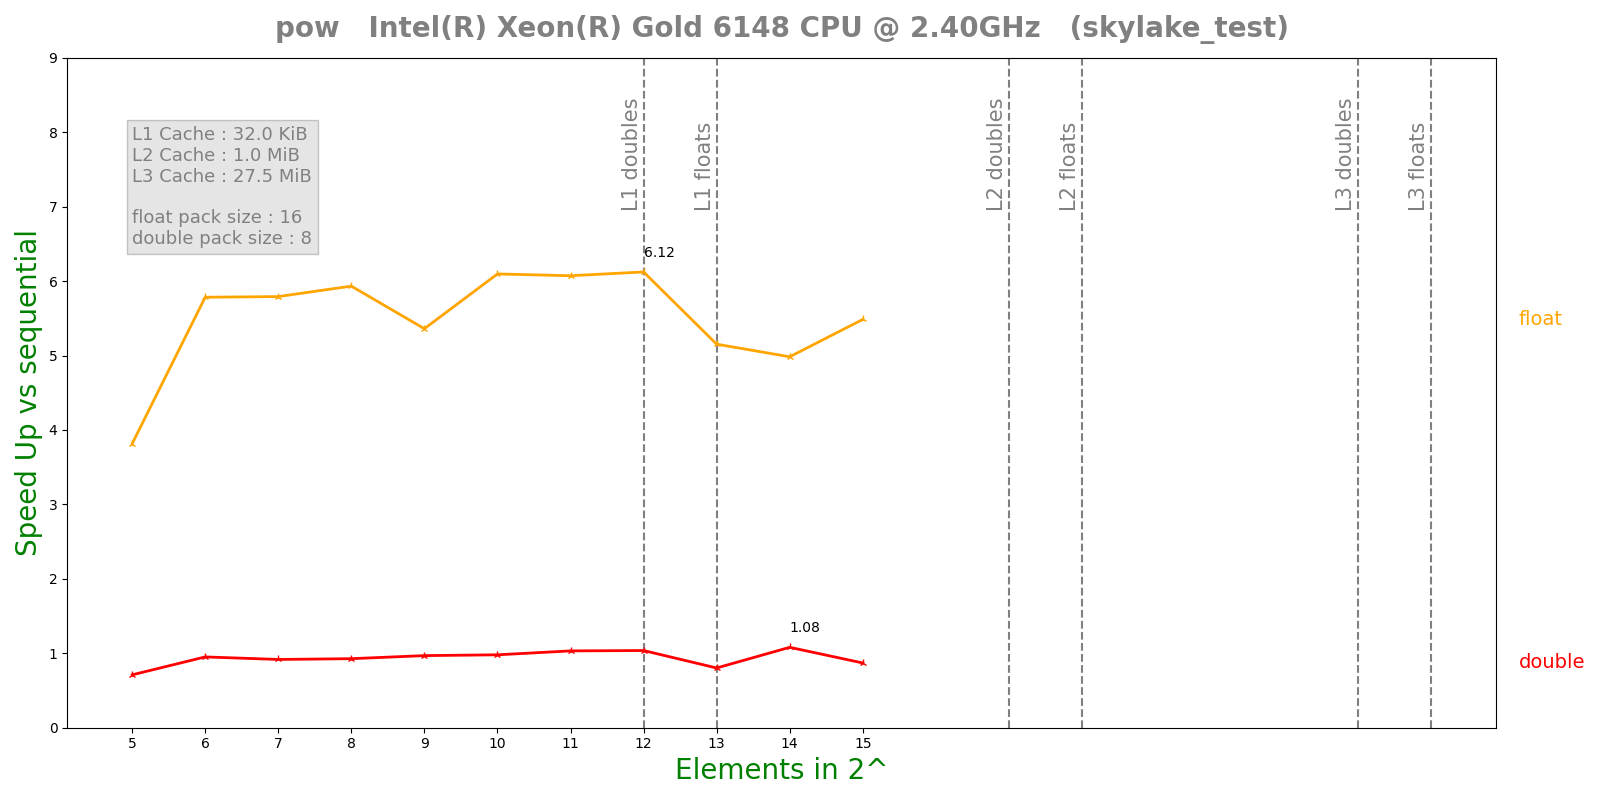 pow   Intel(R) Xeon(R) Gold 6148 CPU @ 2.40GHz   (skylake_test)
Speed Up vs sequential
9
8
7
6
5
4
3
2
1
0
L1 Cache : 32.0 KiB
L2 Cache : 1.0 MiB
L3 Cache : 27.5 MiB
float pack size : 16
double pack size : 8
L1 doubles
L1 floats
L2 doubles
L2 floats
L3 doubles
L3 floats
6.12
1.08
float
double
5 6 7 8 9 10 11 12 13 14 15
Elements in 2^